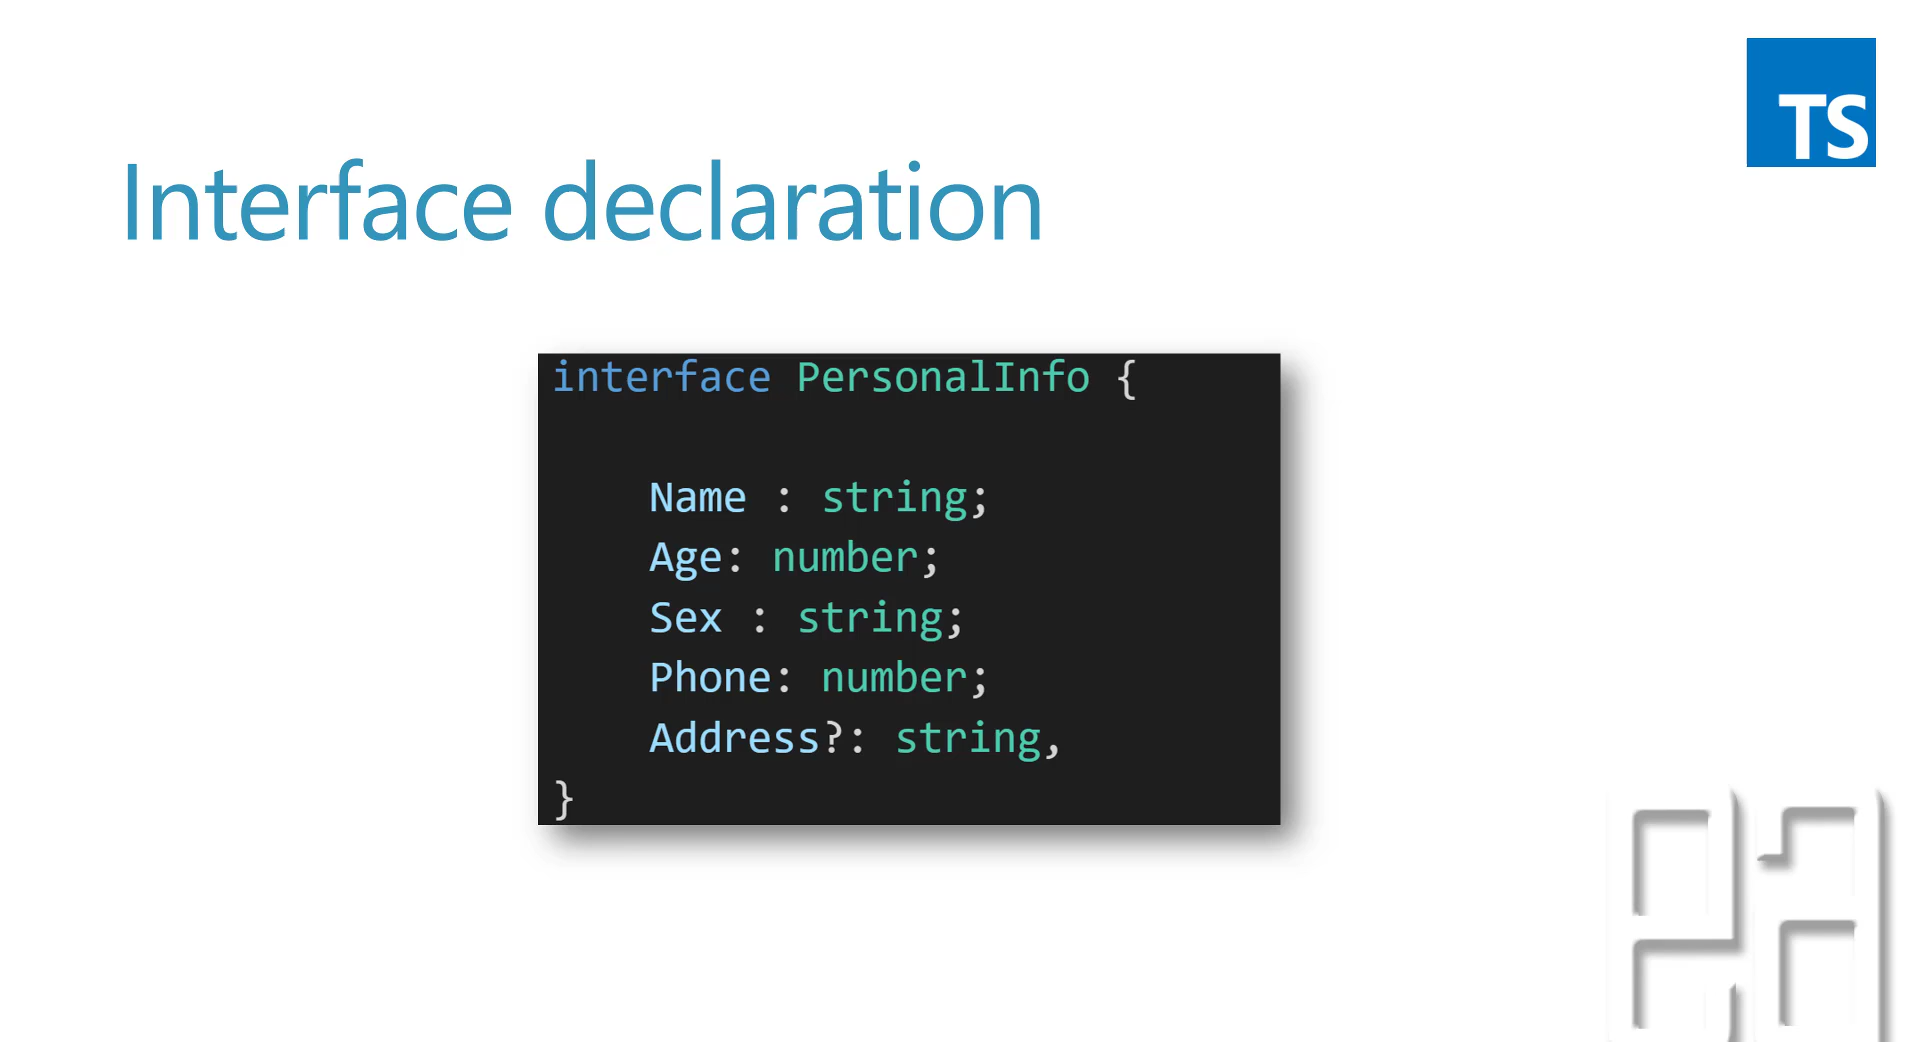 TS
Interface declaration
interface PersonalInfo {
Name : string;
Age: number;
Sex : string;
Phone: number;
Address?: string,
}